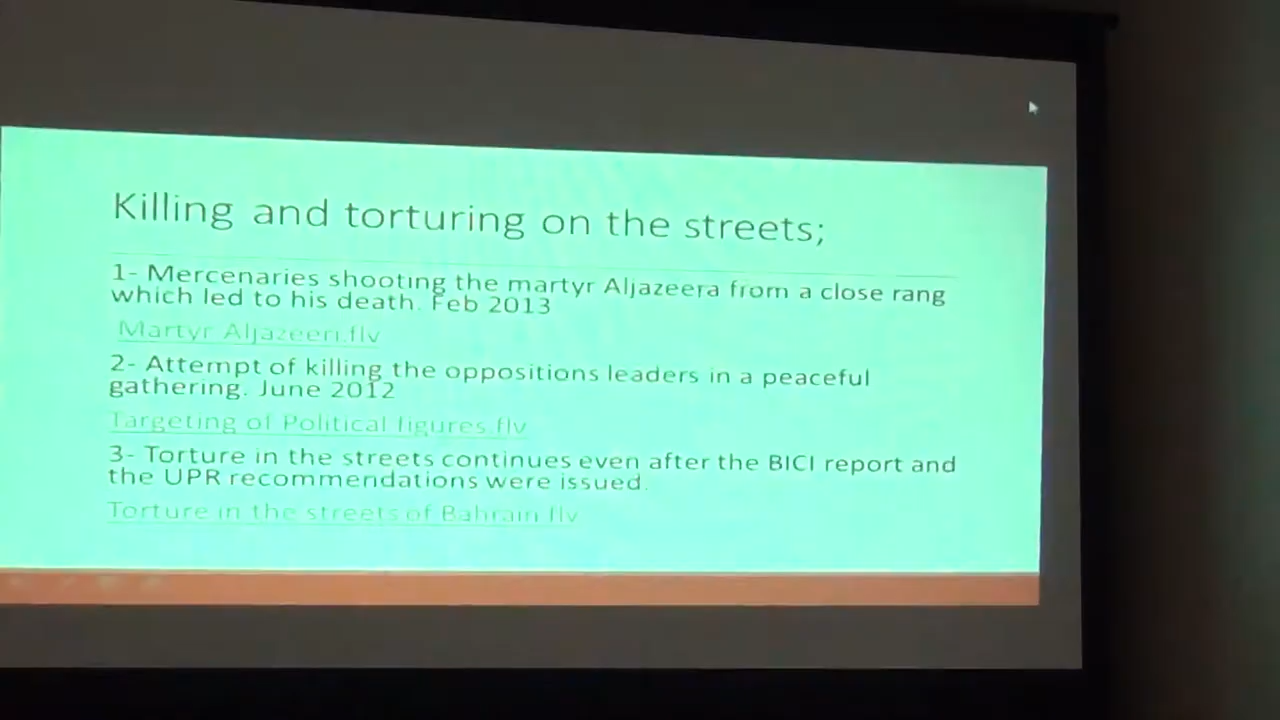 Killing and torturing on the streets;
1- Mercenaries shooting the martyr Aljazeera from a close rang
which led to his death. Feb 2013
Martyr Aljazeeri.flv
2- Attempt of killing the oppositions leaders in a peaceful
gathering. June 2012
Targeting of Political figures.flv
3- Torture in the streets continues even after the BICI report and
the UPR recommendations were issued.
Torture in the streets of Bahrain.flv